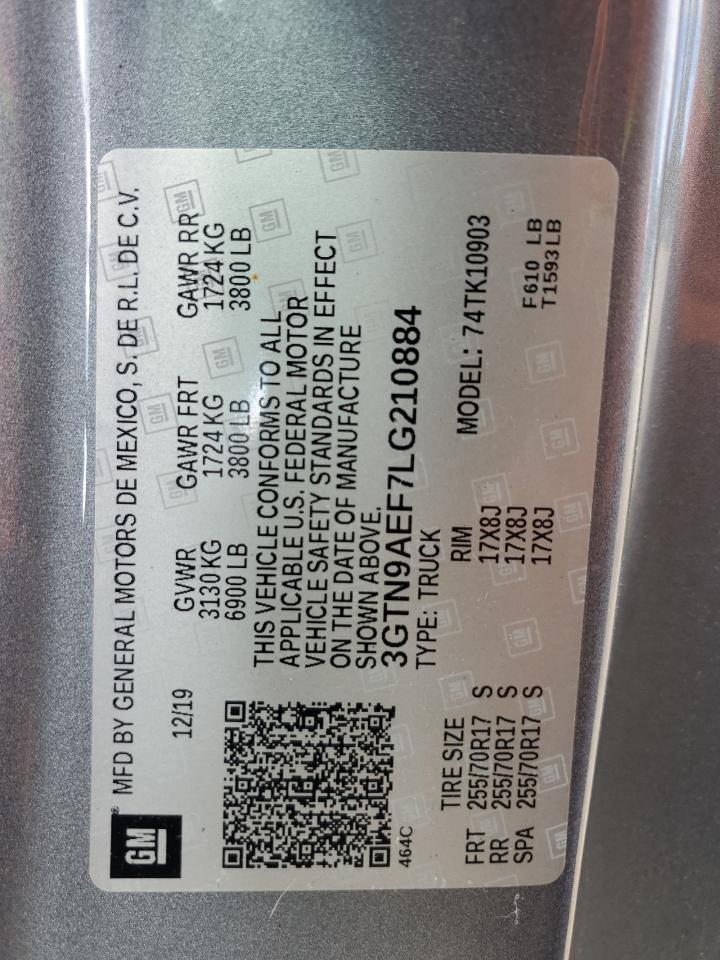 GM
MFD BY GENERAL MOTORS DE MEXICO, S. DE R.L. DE C.V.
12/19
GVWR GAWR FRT GAWR RR
3130 KG 1724 KG 1724 KG
6900 LB 3800 LB 3800 LB
THIS VEHICLE CONFORMS TO ALL
APPLICABLE U.S. FEDERAL MOTOR
VEHICLE SAFETY STANDARDS IN EFFECT
ON THE DATE OF MANUFACTURE
SHOWN ABOVE.
3GTN9AEF7LG210884
464C
TYPE: TRUCK
MODEL: 74TK10903
TIRE SIZE RIM
FRT 255/70R17 S 17X8J
RR 255/70R17 S 17X8J
SPA 255/70R17 S 17X8J
F610 LB
T1593LB